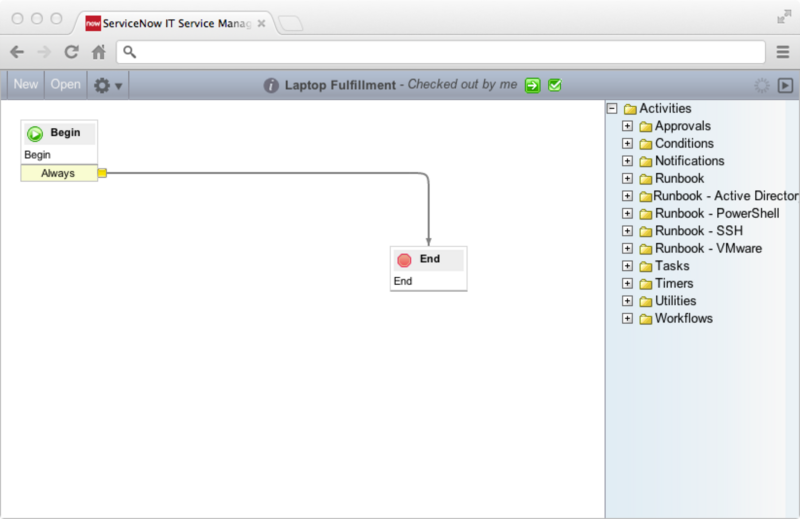 now ServiceNow IT Service Manag
New Open Laptop Fulfillment - Checked out by me
Begin
Begin
Always
End
End
Activities
Approvals
Conditions
Notifications
Runbook
Runbook - Active Director
Runbook - PowerShell
Runbook - SSH
Runbook - VMware
Tasks
Timers
Utilities
Workflows